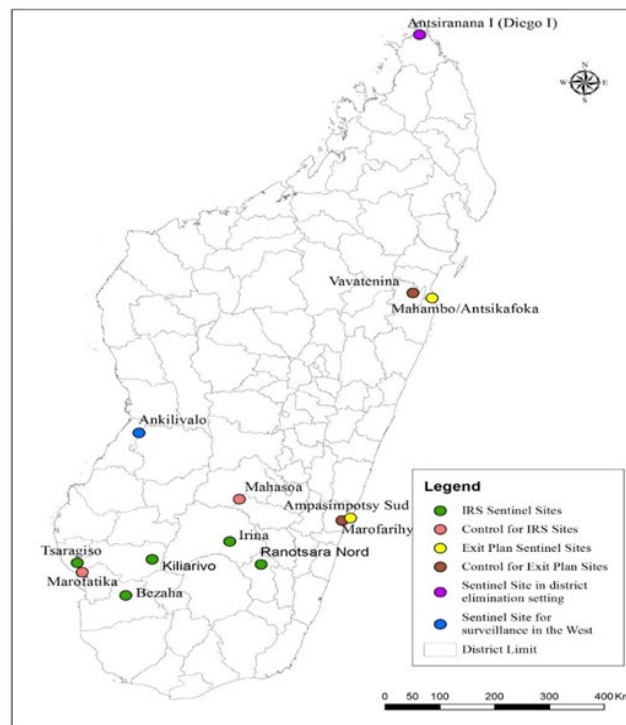 Antsiranana I (Diego I)
N
W E
S
Vavatenina
Mahambo/Antsikafoka
Ankilivalo
Mahasoa
Ampasimpotsy Sud
Marofarihy
Irina
Ranotsara Nord
Tsaragiso
Kiliarivo
Marofatika
Bezaha
Legend
IRS Sentinel Sites
Control for IRS Sites
Exit Plan Sentinel Sites
Control for Exit Plan Sites
Sentinel Site in district
elimination setting
Sentinel Site for
surveillance in the West
District Limit
0 50 100 200 300 400 Km